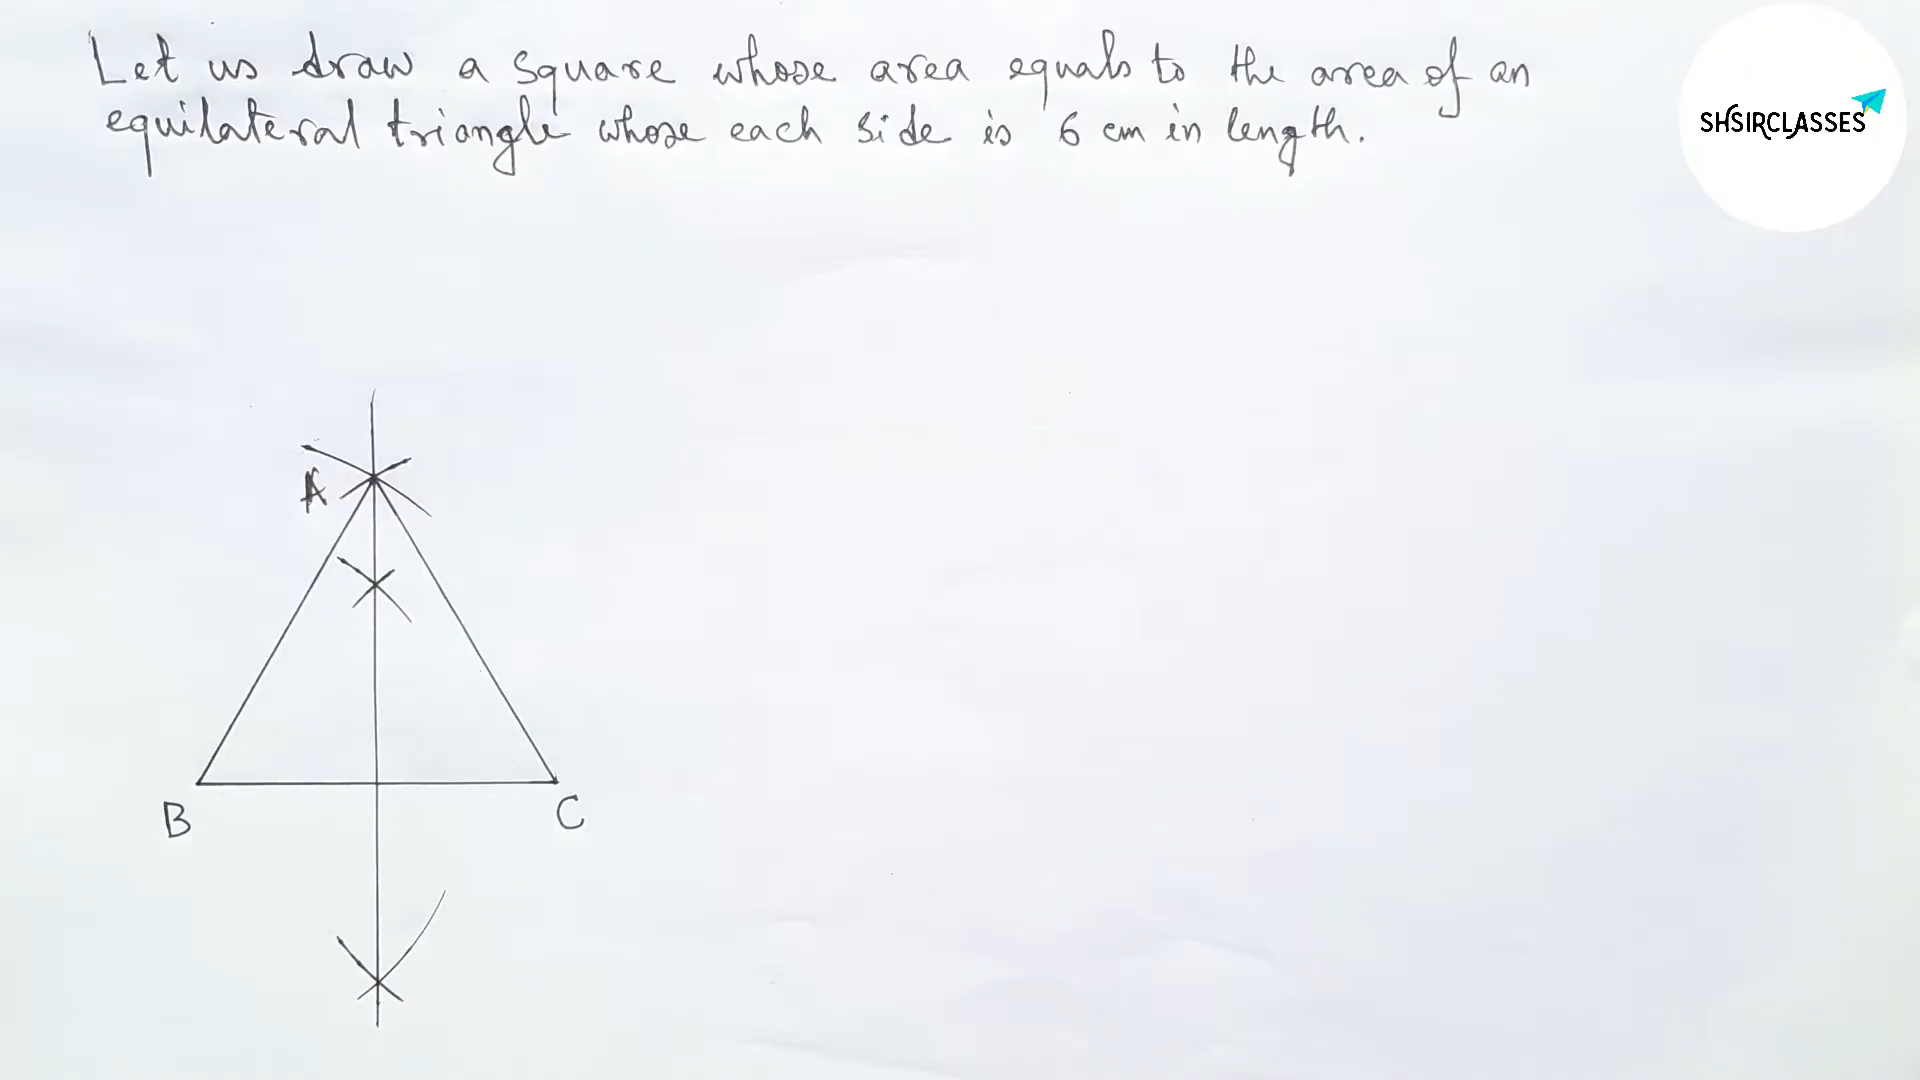 Let us draw a square whose area equals to the area of an
equilateral triangle whose each side is 6 cm in length.
SHSIRCLASSES
A
B
C